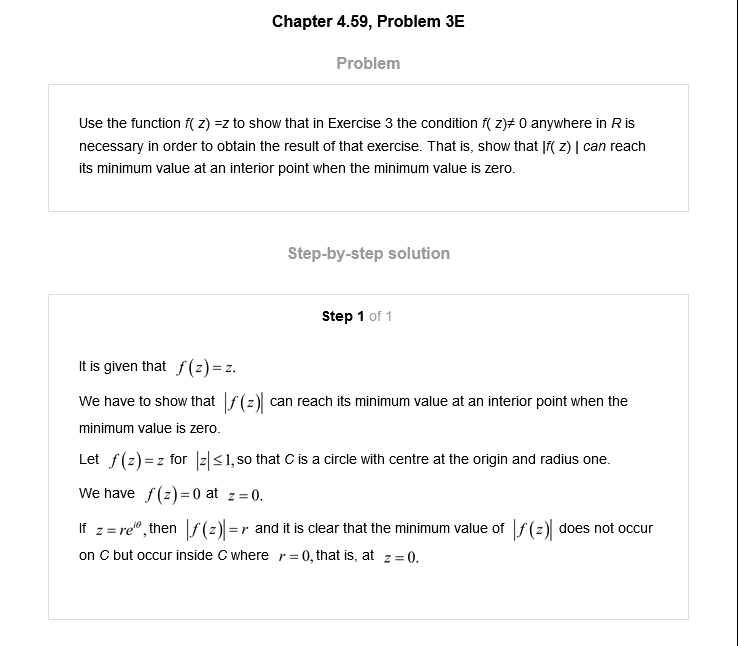 Chapter 4.59, Problem 3E
Problem
Use the function f( z) =z to show that in Exercise 3 the condition f( z)≠ 0 anywhere in R is
necessary in order to obtain the result of that exercise. That is, show that |f( z) | can reach
its minimum value at an interior point when the minimum value is zero.
Step-by-step solution
Step 1 of 1
It is given that f(z)=z.
We have to show that |f(z)| can reach its minimum value at an interior point when the
minimum value is zero.
Let f(z)=z for |z|≤1, so that C is a circle with centre at the origin and radius one.
We have f(z)=0 at z=0.
If z=re^{iθ}, then |f(z)|=r and it is clear that the minimum value of |f(z)| does not occur
on C but occur inside C where r=0, that is, at z=0.